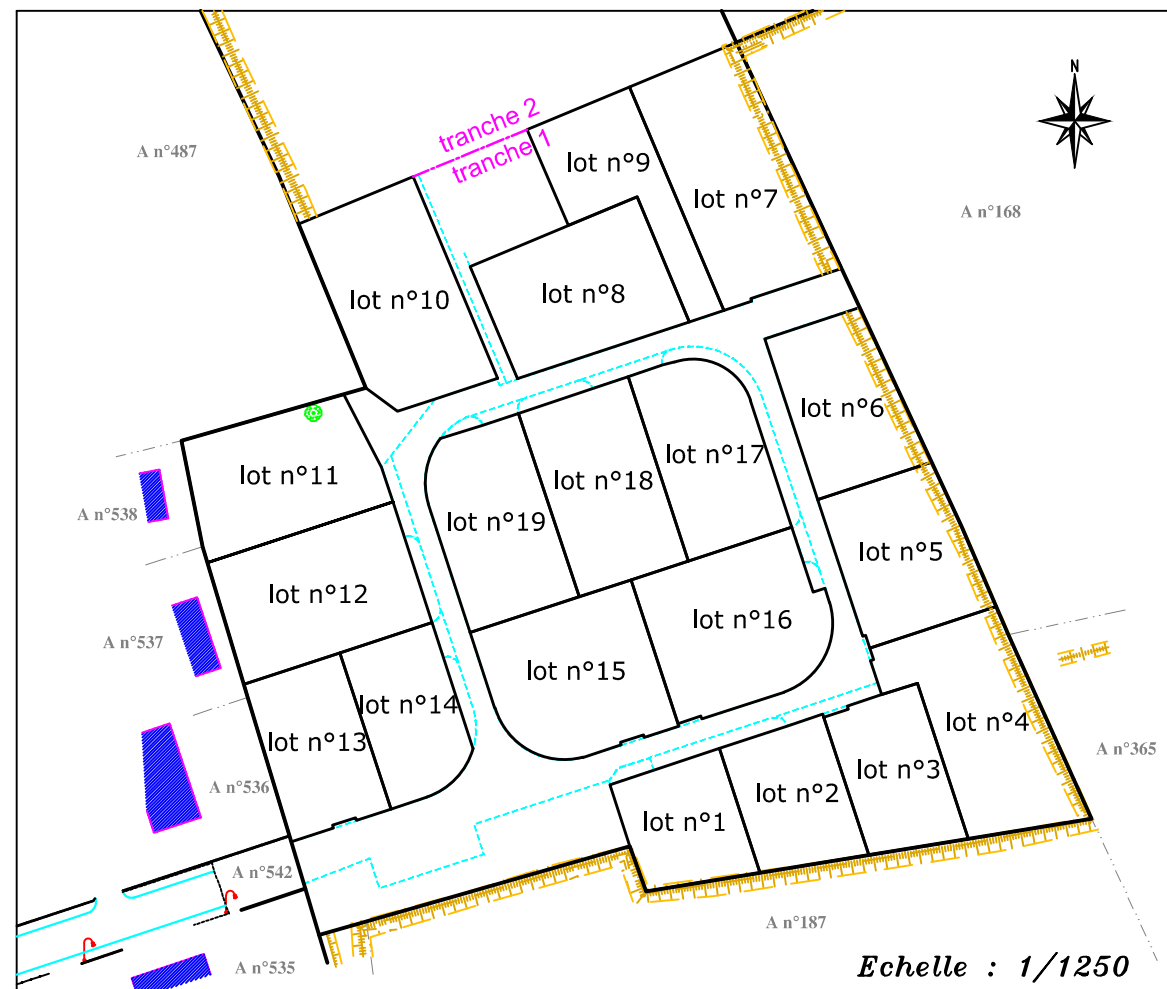 N
tranche 2
tranche 1
A n°487
lot n°9
lot n°7
A n°168
lot n°10
lot n°8
lot n°6
lot n°11
lot n°17
lot n°18
lot n°19
A n°538
lot n°5
lot n°12
lot n°16
A n°537
lot n°15
lot n°14
lot n°4
lot n°13
A n°365
lot n°3
A n°536
lot n°2
lot n°1
A n°542
A n°187
A n°535
Echelle : 1/1250